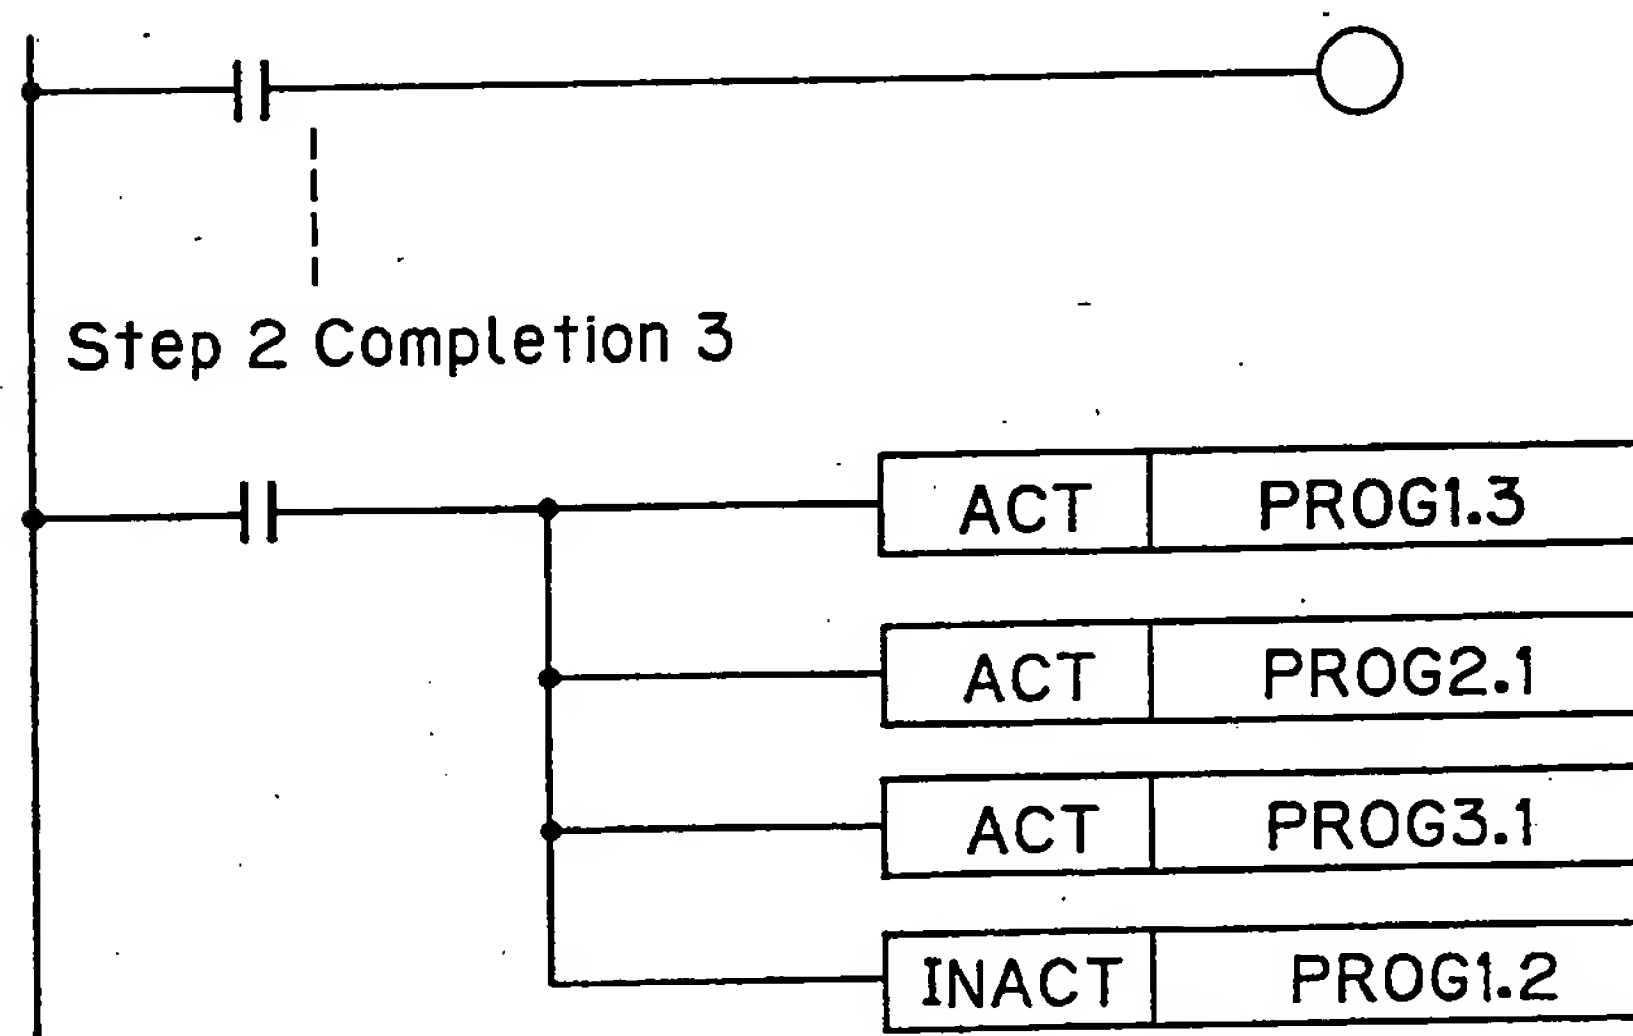 Step 2 Completion 3
ACT PROG1.3
ACT PROG2.1
ACT PROG3.1
INACT PROG1.2